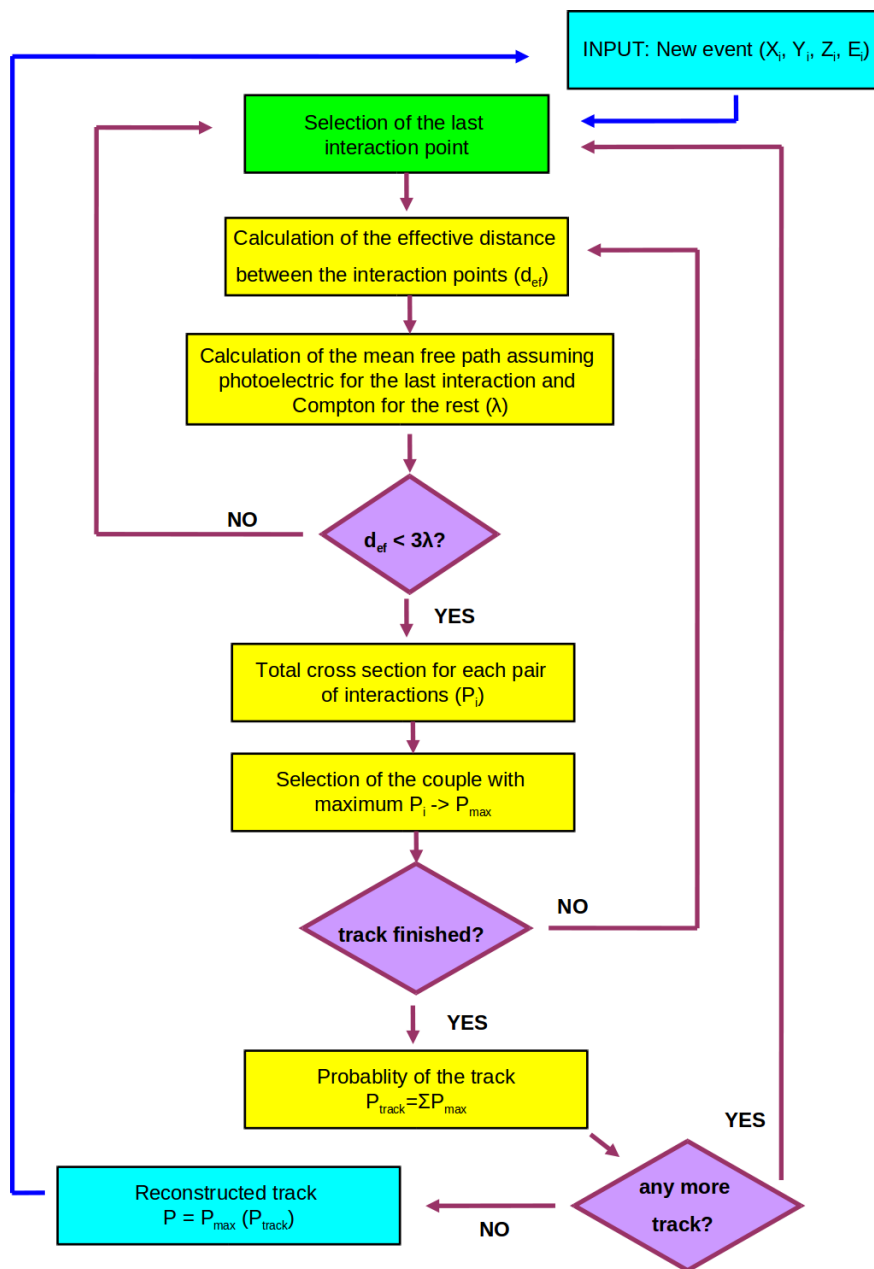 INPUT: New event (Xi, Yi, Zi, Ei)
Selection of the last
interaction point
Calculation of the effective distance
between the interaction points (def)
Calculation of the mean free path assuming
photoelectric for the last interaction and
Compton for the rest (λ)
NO
def < 3λ?
YES
Total cross section for each pair
of interactions (Pi)
Selection of the couple with
maximum Pi -> Pmax
NO
track finished?
YES
Probablity of the track
Ptrack=ΣPmax
YES
any more
track?
NO
Reconstructed track
P = Pmax (Ptrack)